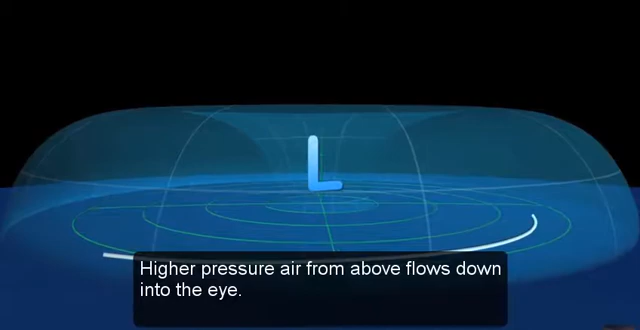 L
Higher pressure air from above flows down
into the eye.